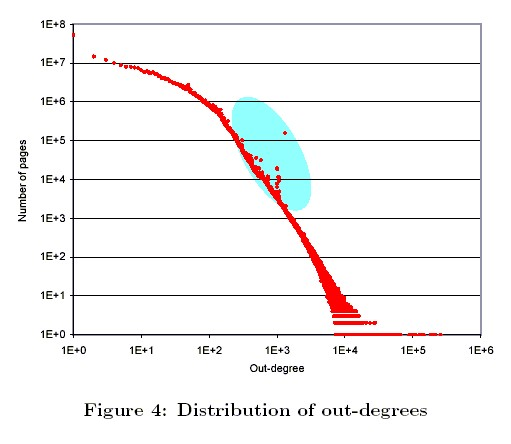 1E+8
1E+7
1E+6
1E+5
1E+4
1E+3
1E+2
1E+1
1E+0
Number of pages
1E+0 1E+1 1E+2 1E+3 1E+4 1E+5 1E+6
Out-degree
Figure 4: Distribution of out-degrees